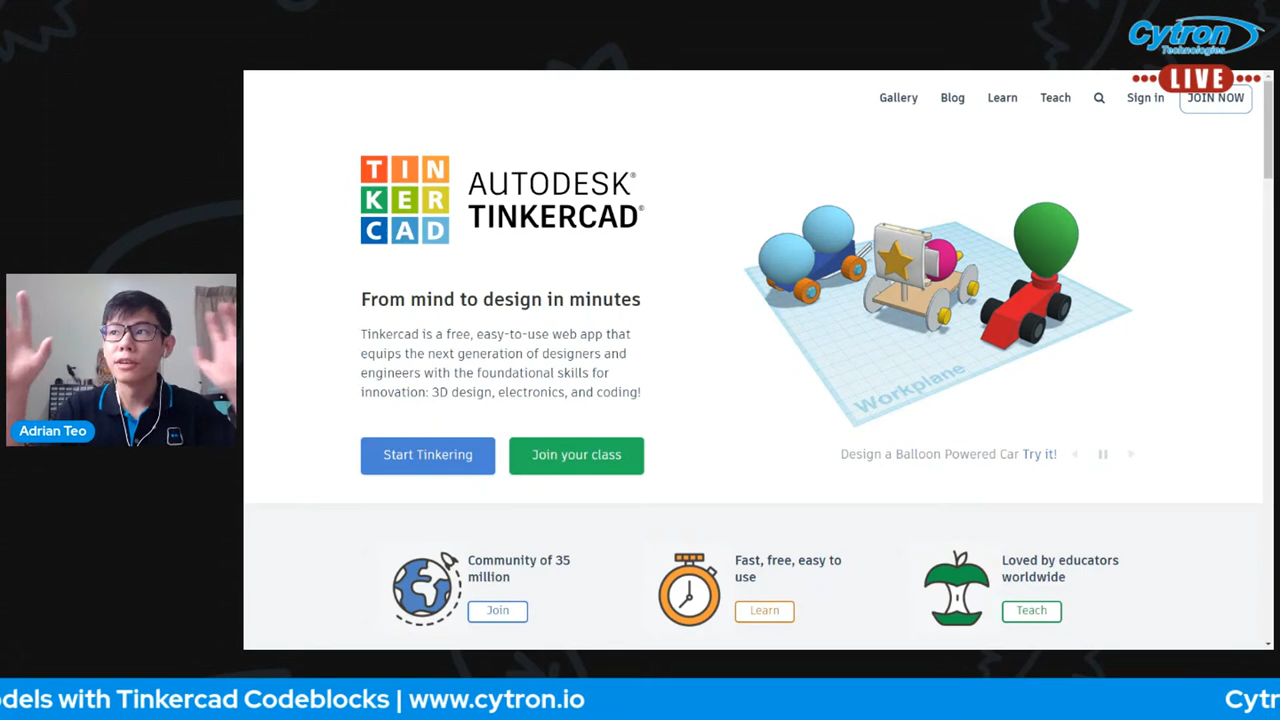 Cytron
Technologies
LIVE
Gallery Blog Learn Teach Sign in JOIN NOW
TIN
KER
CAD
AUTODESK®
TINKERCAD®
From mind to design in minutes
Tinkercad is a free, easy-to-use web app that
equips the next generation of designers and
engineers with the foundational skills for
innovation: 3D design, electronics, and coding!
Start Tinkering Join your class
Workplane
Design a Balloon Powered Car Try it!
Adrian Teo
Community of 35
million
Join
Fast, free, easy to
use
Learn
Loved by educators
worldwide
Teach
odels with Tinkercad Codeblocks | www.cytron.io
Cytr